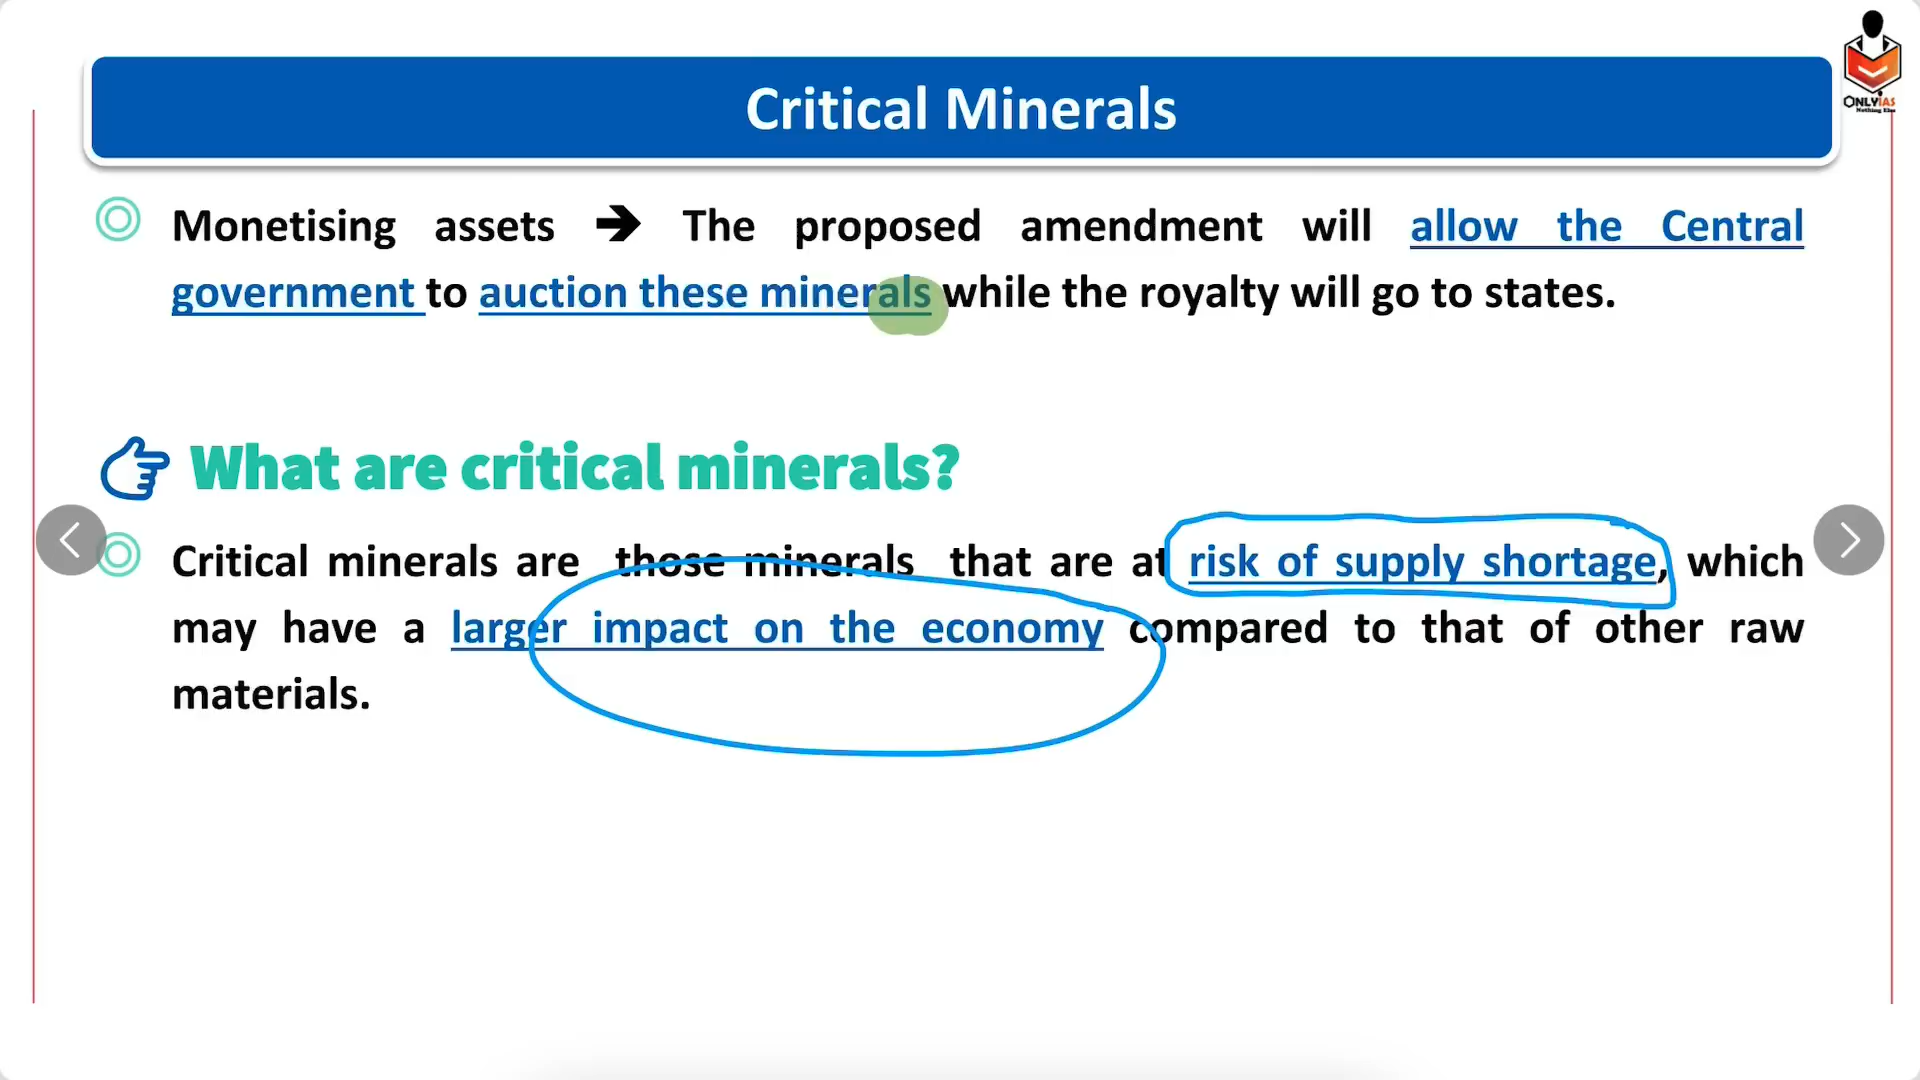 Critical Minerals
ONLYIAS
Nothing Else
Monetising assets ➔ The proposed amendment will allow the Central
government to auction these minerals while the royalty will go to states.
What are critical minerals?
Critical minerals are those minerals that are at risk of supply shortage, which
may have a larger impact on the economy compared to that of other raw
materials.